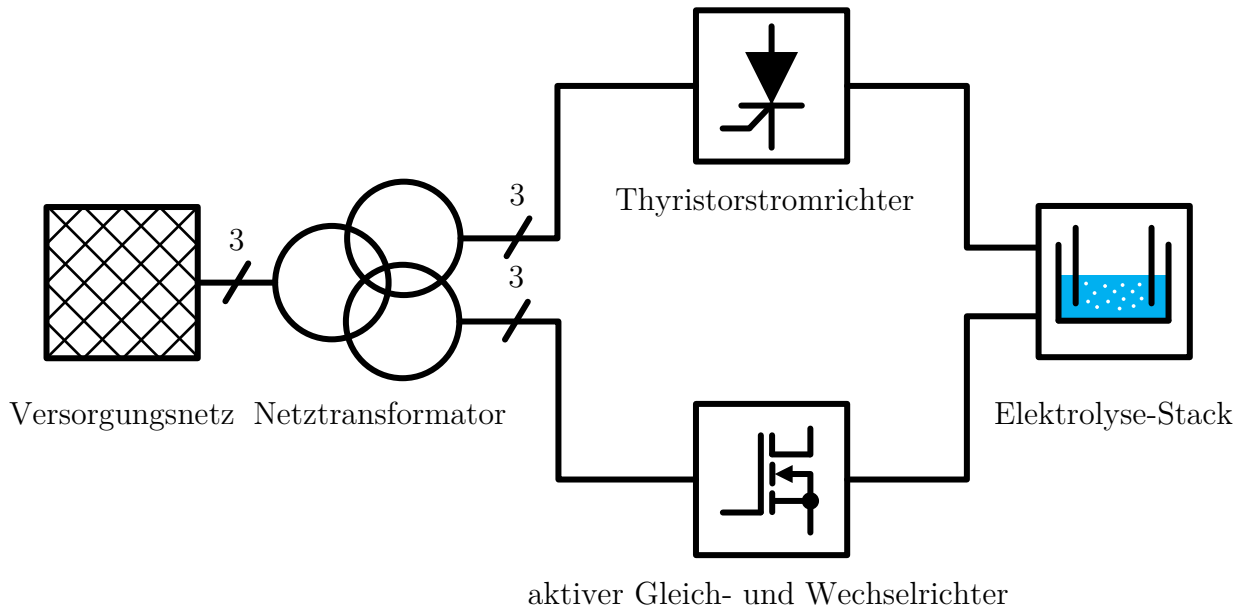 Thyristorstromrichter
3
3
3
Versorgungsnetz
Netztransformator
Elektrolyse-Stack
aktiver Gleich- und Wechselrichter